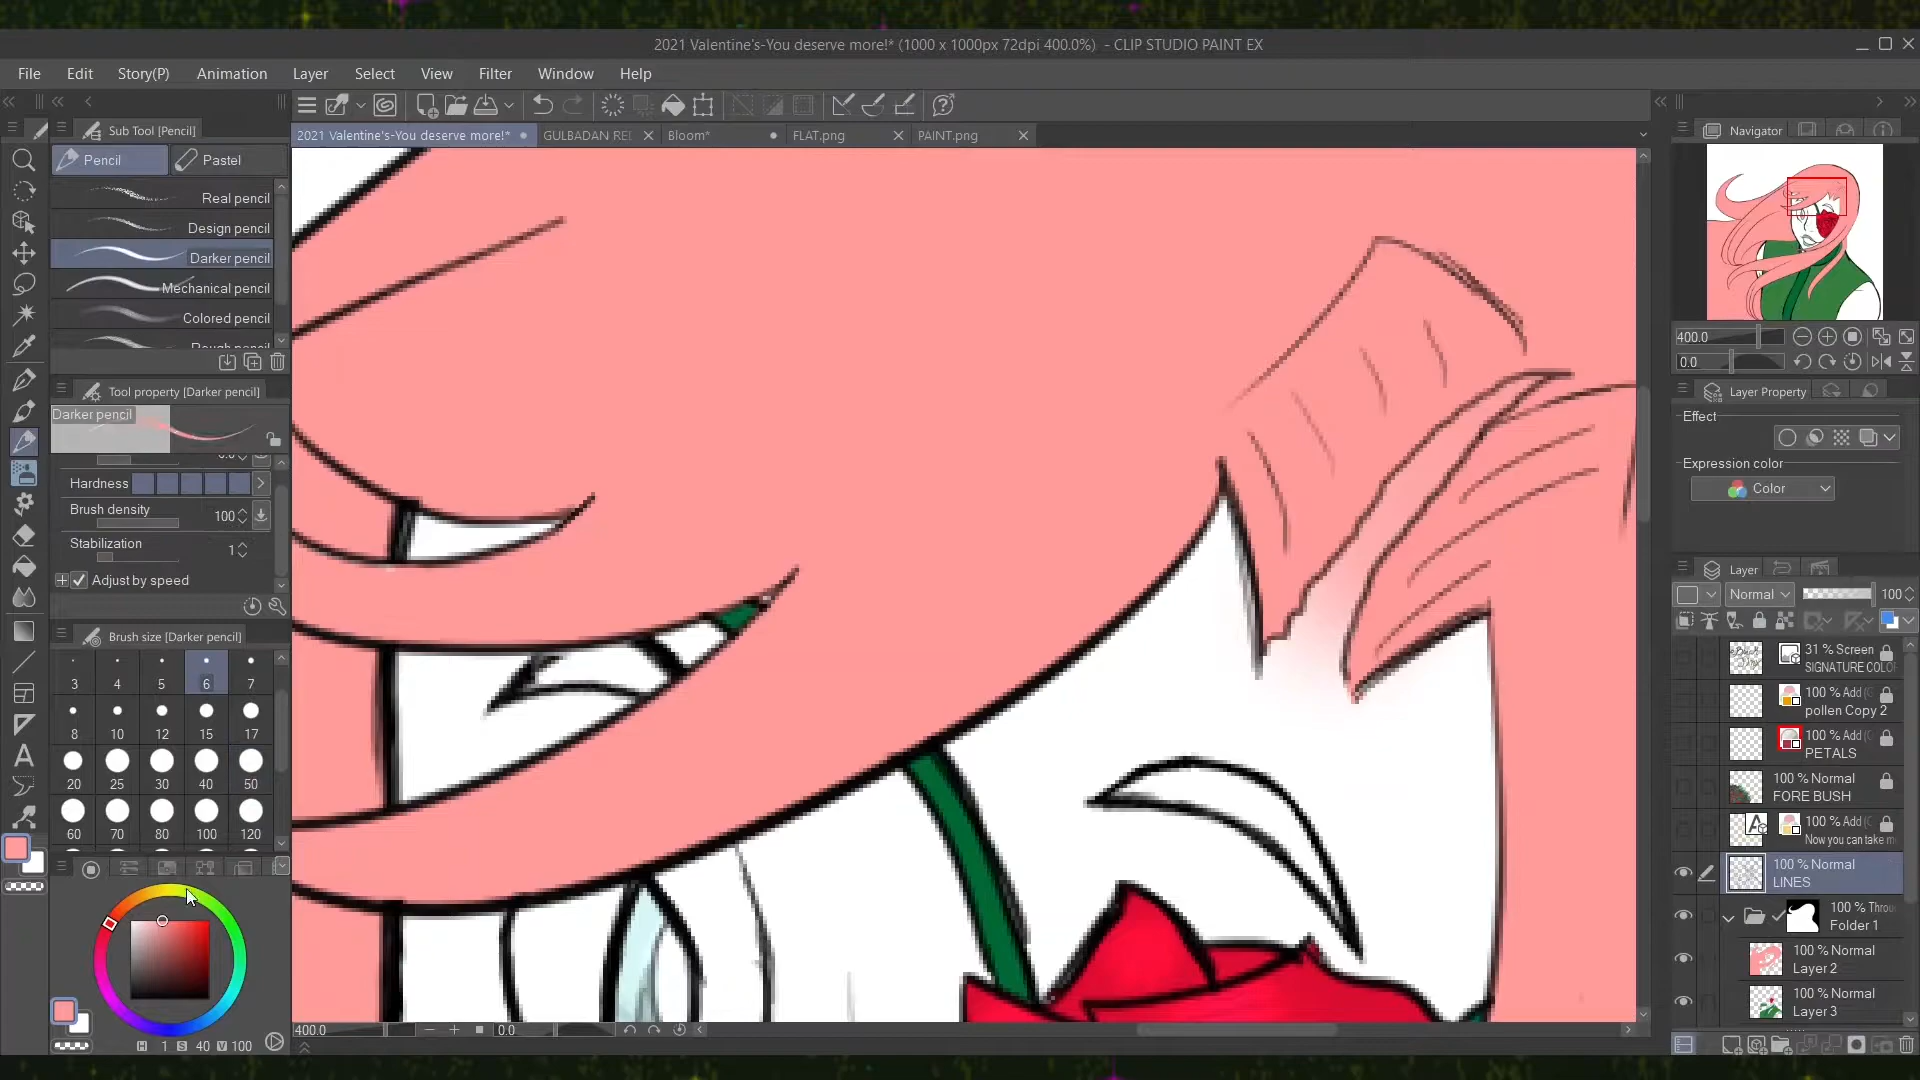 2021 Valentine's-You deserve more!* (1000 x 1000px 72dpi 400.0%) - CLIP STUDIO PAINT EX
File Edit Story(P) Animation Layer Select View Filter Window Help
Sub Tool [Pencil]
2021 Valentine's-You deserve more!* GULBADAN Bloom* FLAT.png PAINT.png
Navigator
Pencil Pastel
Real pencil
Design pencil
Darker pencil
Mechanical pencil
Colored pencil
400.0
0.0
Tool property [Darker pencil]
Layer Property
Darker pencil
Effect
Expression color
Hardness
Color
Brush density 100
Stabilization 1
Adjust by speed
Layer
Normal 100
Brush size [Darker pencil]
3 4 5 6 7
8 10 12 15 17
20 25 30 40 50
60 70 80 100 120
31 % Screen
SIGNATURE COLO
100 % Add
pollen Copy 2
100 % Add
PETALS
100 % Normal
FORE BUSH
100 % Add
Now you can take m
100 % Normal
LINES
100 % Throu
Folder 1
100 % Normal
Layer 2
100 % Normal
Layer 3
400.0 0.0
H 1 S 40 V 100